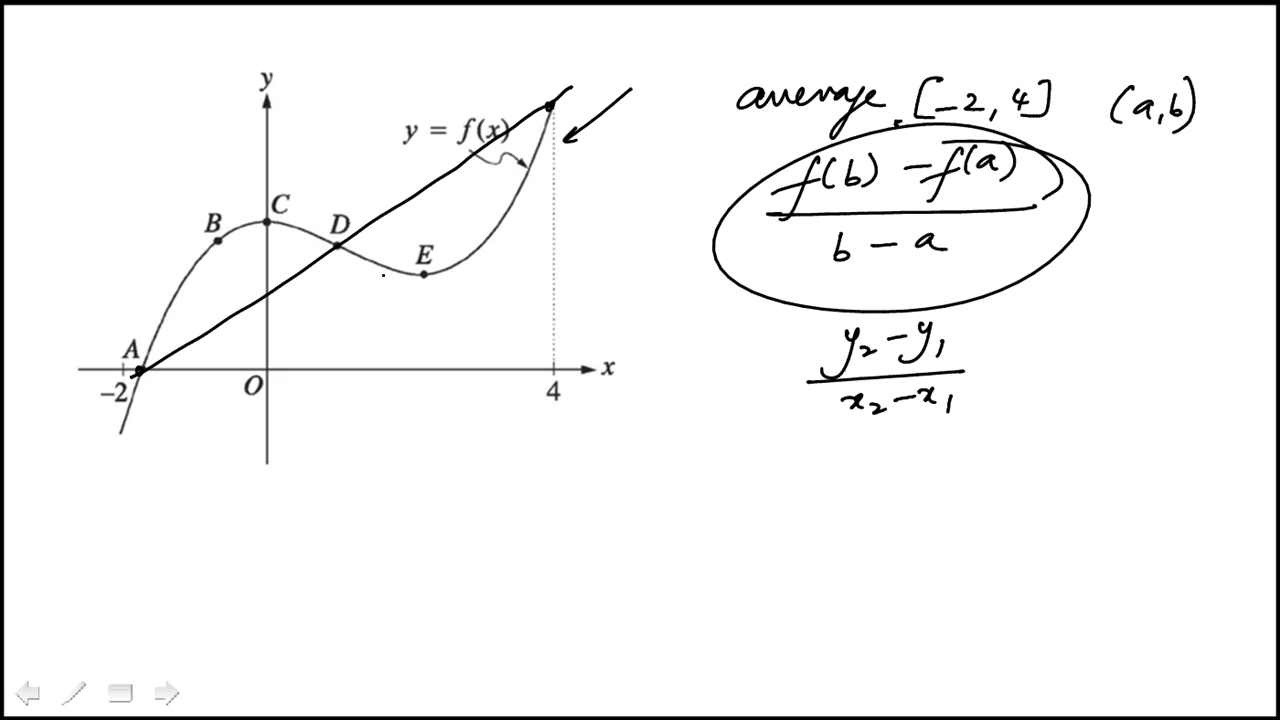 y
average [-2, 4] (a,b)
y = f(x)
f(b) - f(a)
b - a
C
B
D
E
y₂ - y₁
x₂ - x₁
A
x
-2
O
4